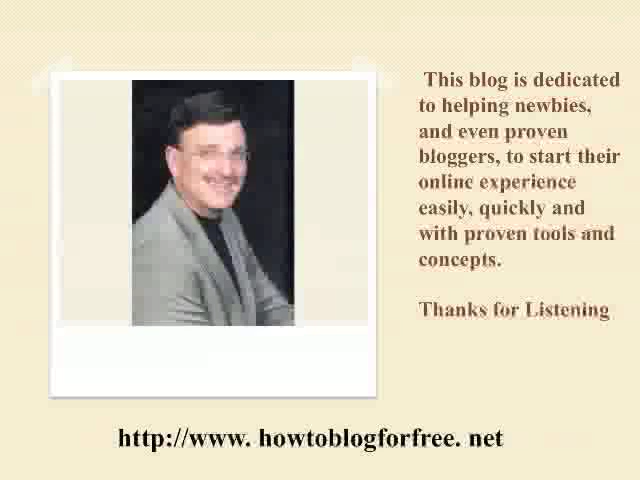 This blog is dedicated
to helping newbies,
and even proven
bloggers, to start their
online experience
easily, quickly and
with proven tools and
concepts.
Thanks for Listening
http://www. howtoblogforfree. net